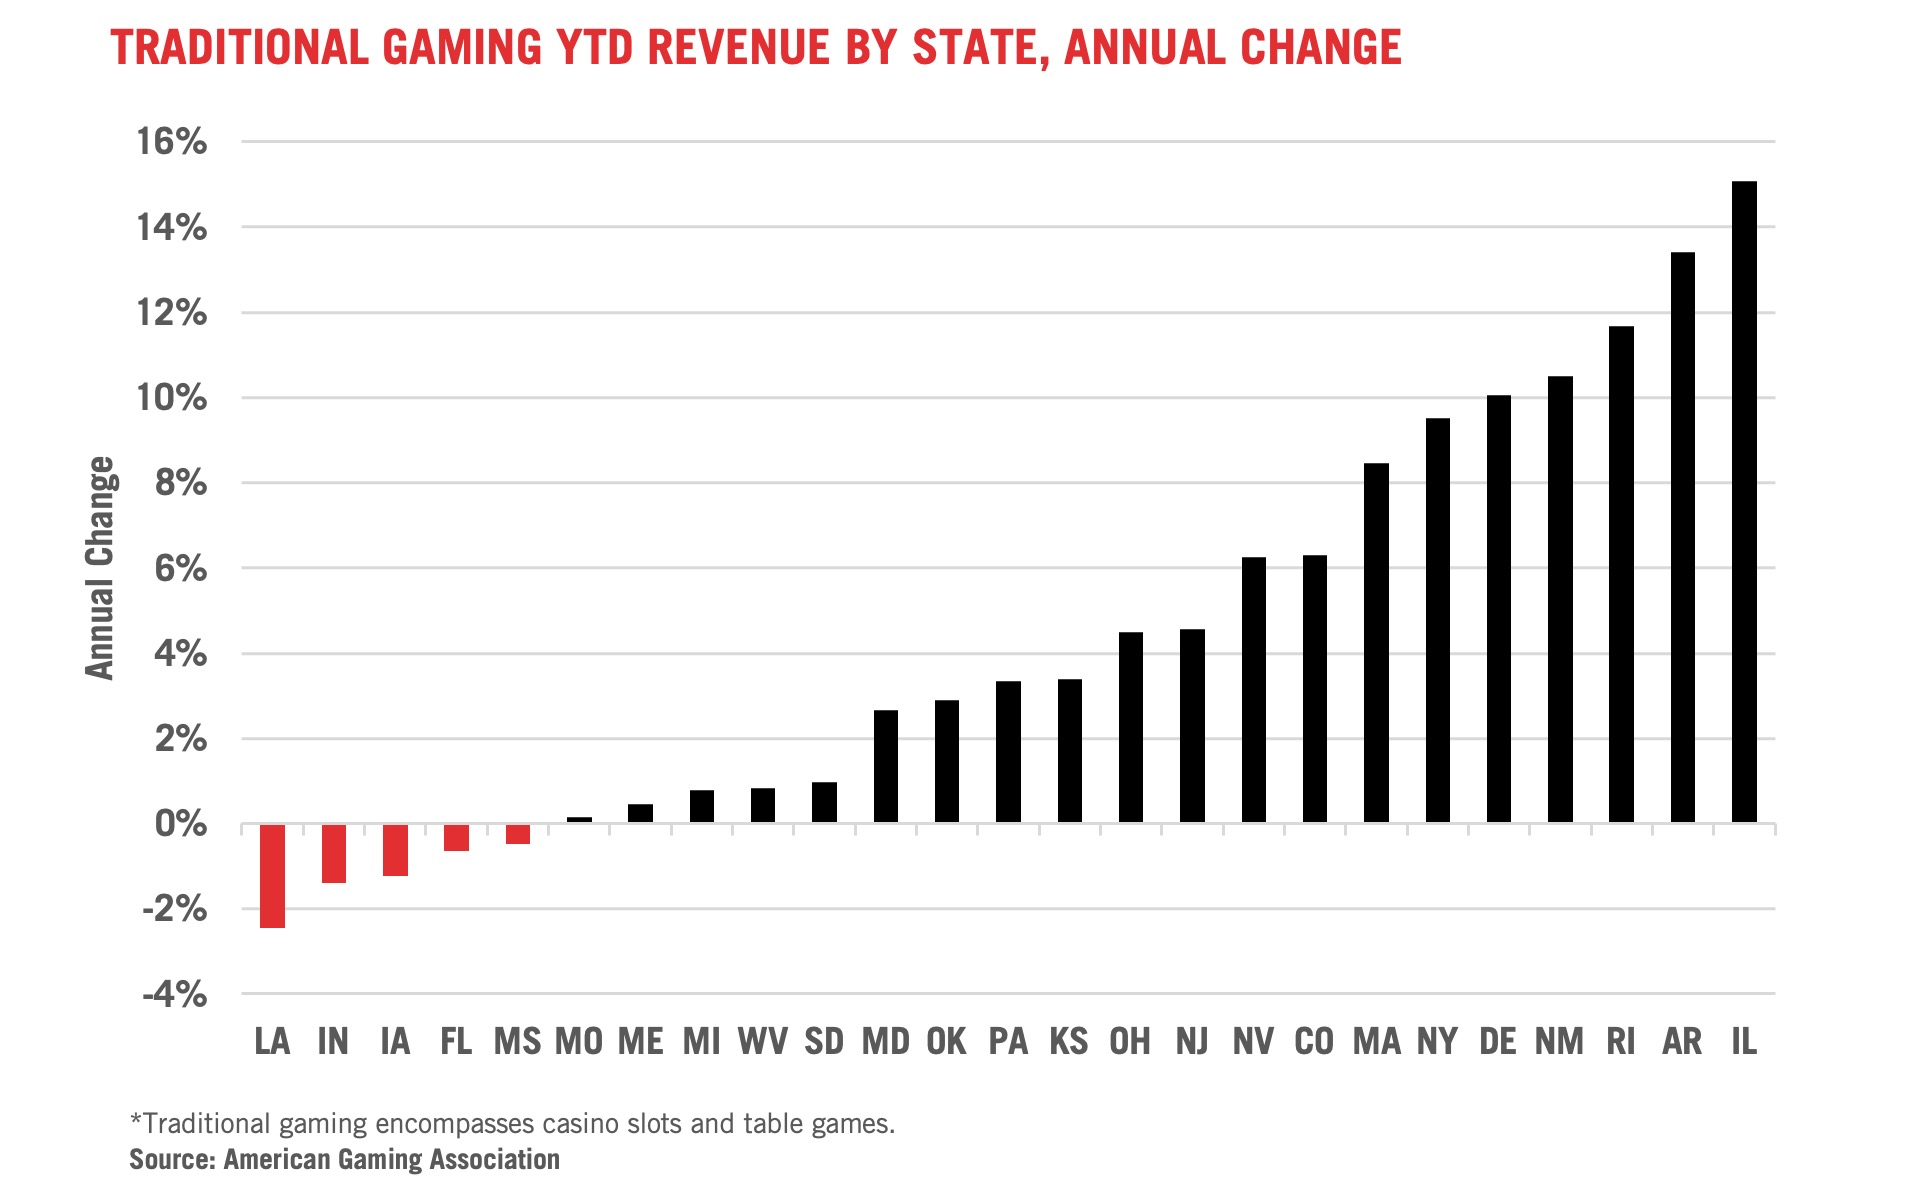 TRADITIONAL GAMING YTD REVENUE BY STATE, ANNUAL CHANGE
16%
14%
12%
10%
8%
6%
4%
2%
0%
-2%
-4%
Annual Change
LA IN IA FL MS MO ME MI WV SD MD OK PA KS OH NJ NV CO MA NY DE NM RI AR IL
*Traditional gaming encompasses casino slots and table games.
Source: American Gaming Association